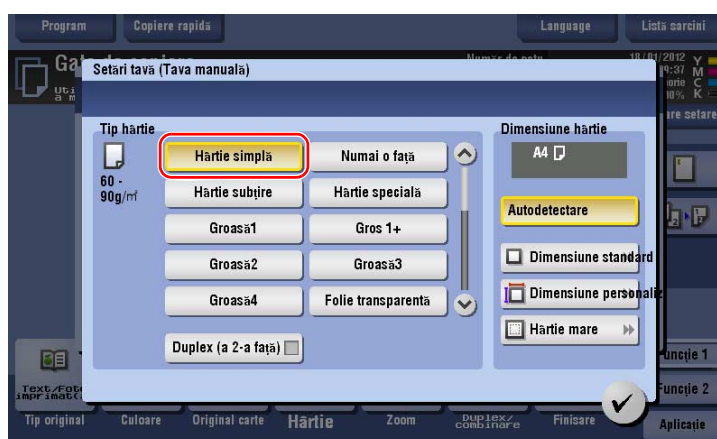 Program
Copiere rapidă
Language
Listă sarcini
18/01/2012
Y
M
C
K
Setări tavă (Tava manuală)
Tip hârtie
Dimensiune hârtie
60 -
90g/m²
Hârtie simplă
Numai o față
A4
Hârtie subțire
Hârtie specială
Autodetectare
Groasă1
Gros 1+
Groasă2
Groasă3
Dimensiune standard
Groasă4
Folie transparentă
Dimensiune personaliz
Hârtie mare
Duplex (a 2-a față)
Funcție 1
Funcție 2
Tip original
Culoare
Original carte
Hârtie
Zoom
Duplex/
combinare
Finisare
Aplicație